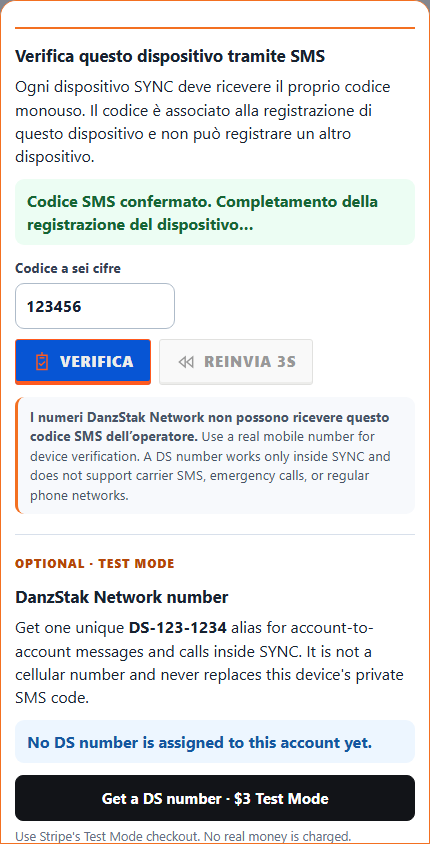 Verifica questo dispositivo tramite SMS
Ogni dispositivo SYNC deve ricevere il proprio codice
monouso. Il codice è associato alla registrazione di
questo dispositivo e non può registrare un altro
dispositivo.
Codice SMS confermato. Completamento della
registrazione del dispositivo…
Codice a sei cifre
123456
VERIFICA
REINVIA 3S
I numeri DanzStak Network non possono ricevere questo
codice SMS dell’operatore. Use a real mobile number for
device verification. A DS number works only inside SYNC and
does not support carrier SMS, emergency calls, or regular
phone networks.
OPTIONAL · TEST MODE
DanzStak Network number
Get one unique DS-123-1234 alias for account-to-
account messages and calls inside SYNC. It is not a
cellular number and never replaces this device's private
SMS code.
No DS number is assigned to this account yet.
Get a DS number · $3 Test Mode
Use Stripe's Test Mode checkout. No real money is charged.